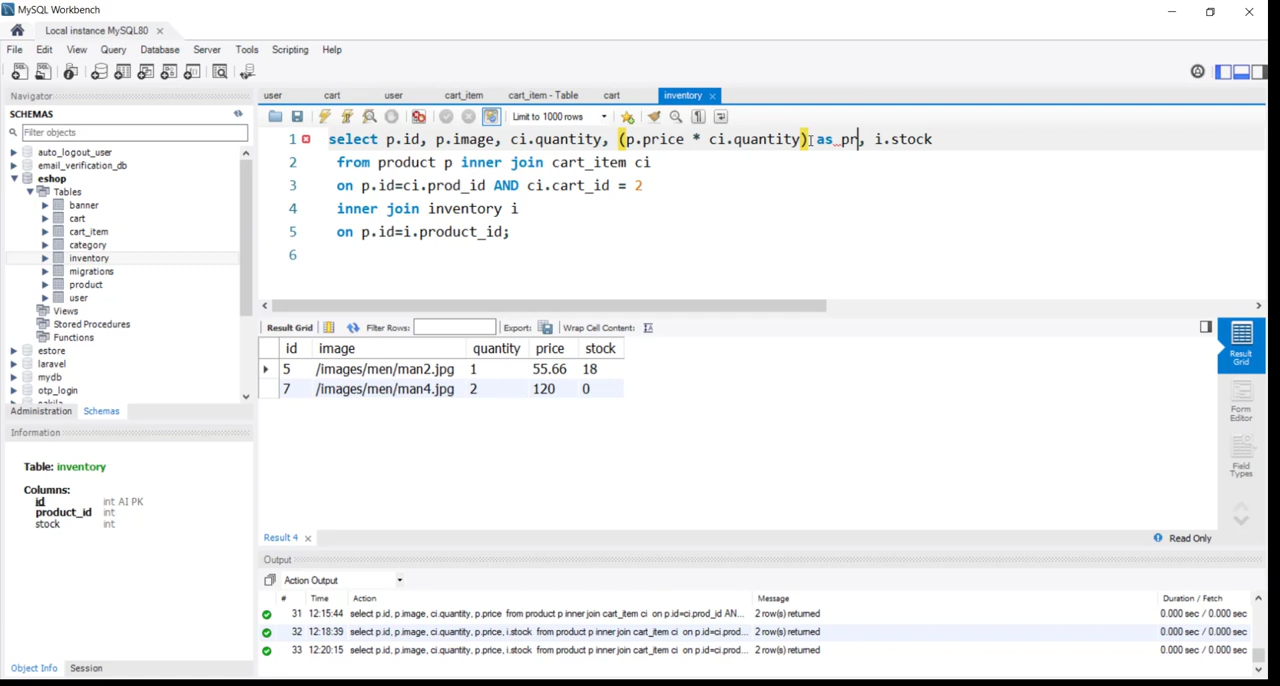 MySQL Workbench
Local instance MySQL80
File Edit View Query Database Server Tools Scripting Help
Navigator
SCHEMAS
Filter objects
auto_logout_user
email_verification_db
eshop
Tables
banner
cart
cart_item
category
inventory
migrations
product
user
Views
Stored Procedures
Functions
estore
laravel
mydb
otp_login
Administration Schemas
Information
Table: inventory
Columns:
id int AI PK
product_id int
stock int
Object Info Session
user cart user cart_item cart_item - Table cart inventory
Limit to 1000 rows
1 select p.id, p.image, ci.quantity, (p.price * ci.quantity) as pr, i.stock
2 from product p inner join cart_item ci
3 on p.id=ci.prod_id AND ci.cart_id = 2
4 inner join inventory i
5 on p.id=i.product_id;
6
Result Grid Filter Rows: Export: Wrap Cell Content:
id image quantity price stock
5 /images/men/man2.jpg 1 55.66 18
7 /images/men/man4.jpg 2 120 0
Result Grid
Form Editor
Field Types
Result 4 Read Only
Output
Action Output
# Time Action Message Duration / Fetch
31 12:15:44 select p.id, p.image, ci.quantity, p.price from product p inner join cart_item ci on p.id=ci.prod_id AN... 2 row(s) returned 0.000 sec / 0.000 sec
32 12:18:39 select p.id, p.image, ci.quantity, p.price, i.stock from product p inner join cart_item ci on p.id=ci.prod... 2 row(s) returned 0.000 sec / 0.000 sec
33 12:20:15 select p.id, p.image, ci.quantity, p.price, i.stock from product p inner join cart_item ci on p.id=ci.prod... 2 row(s) returned 0.000 sec / 0.000 sec